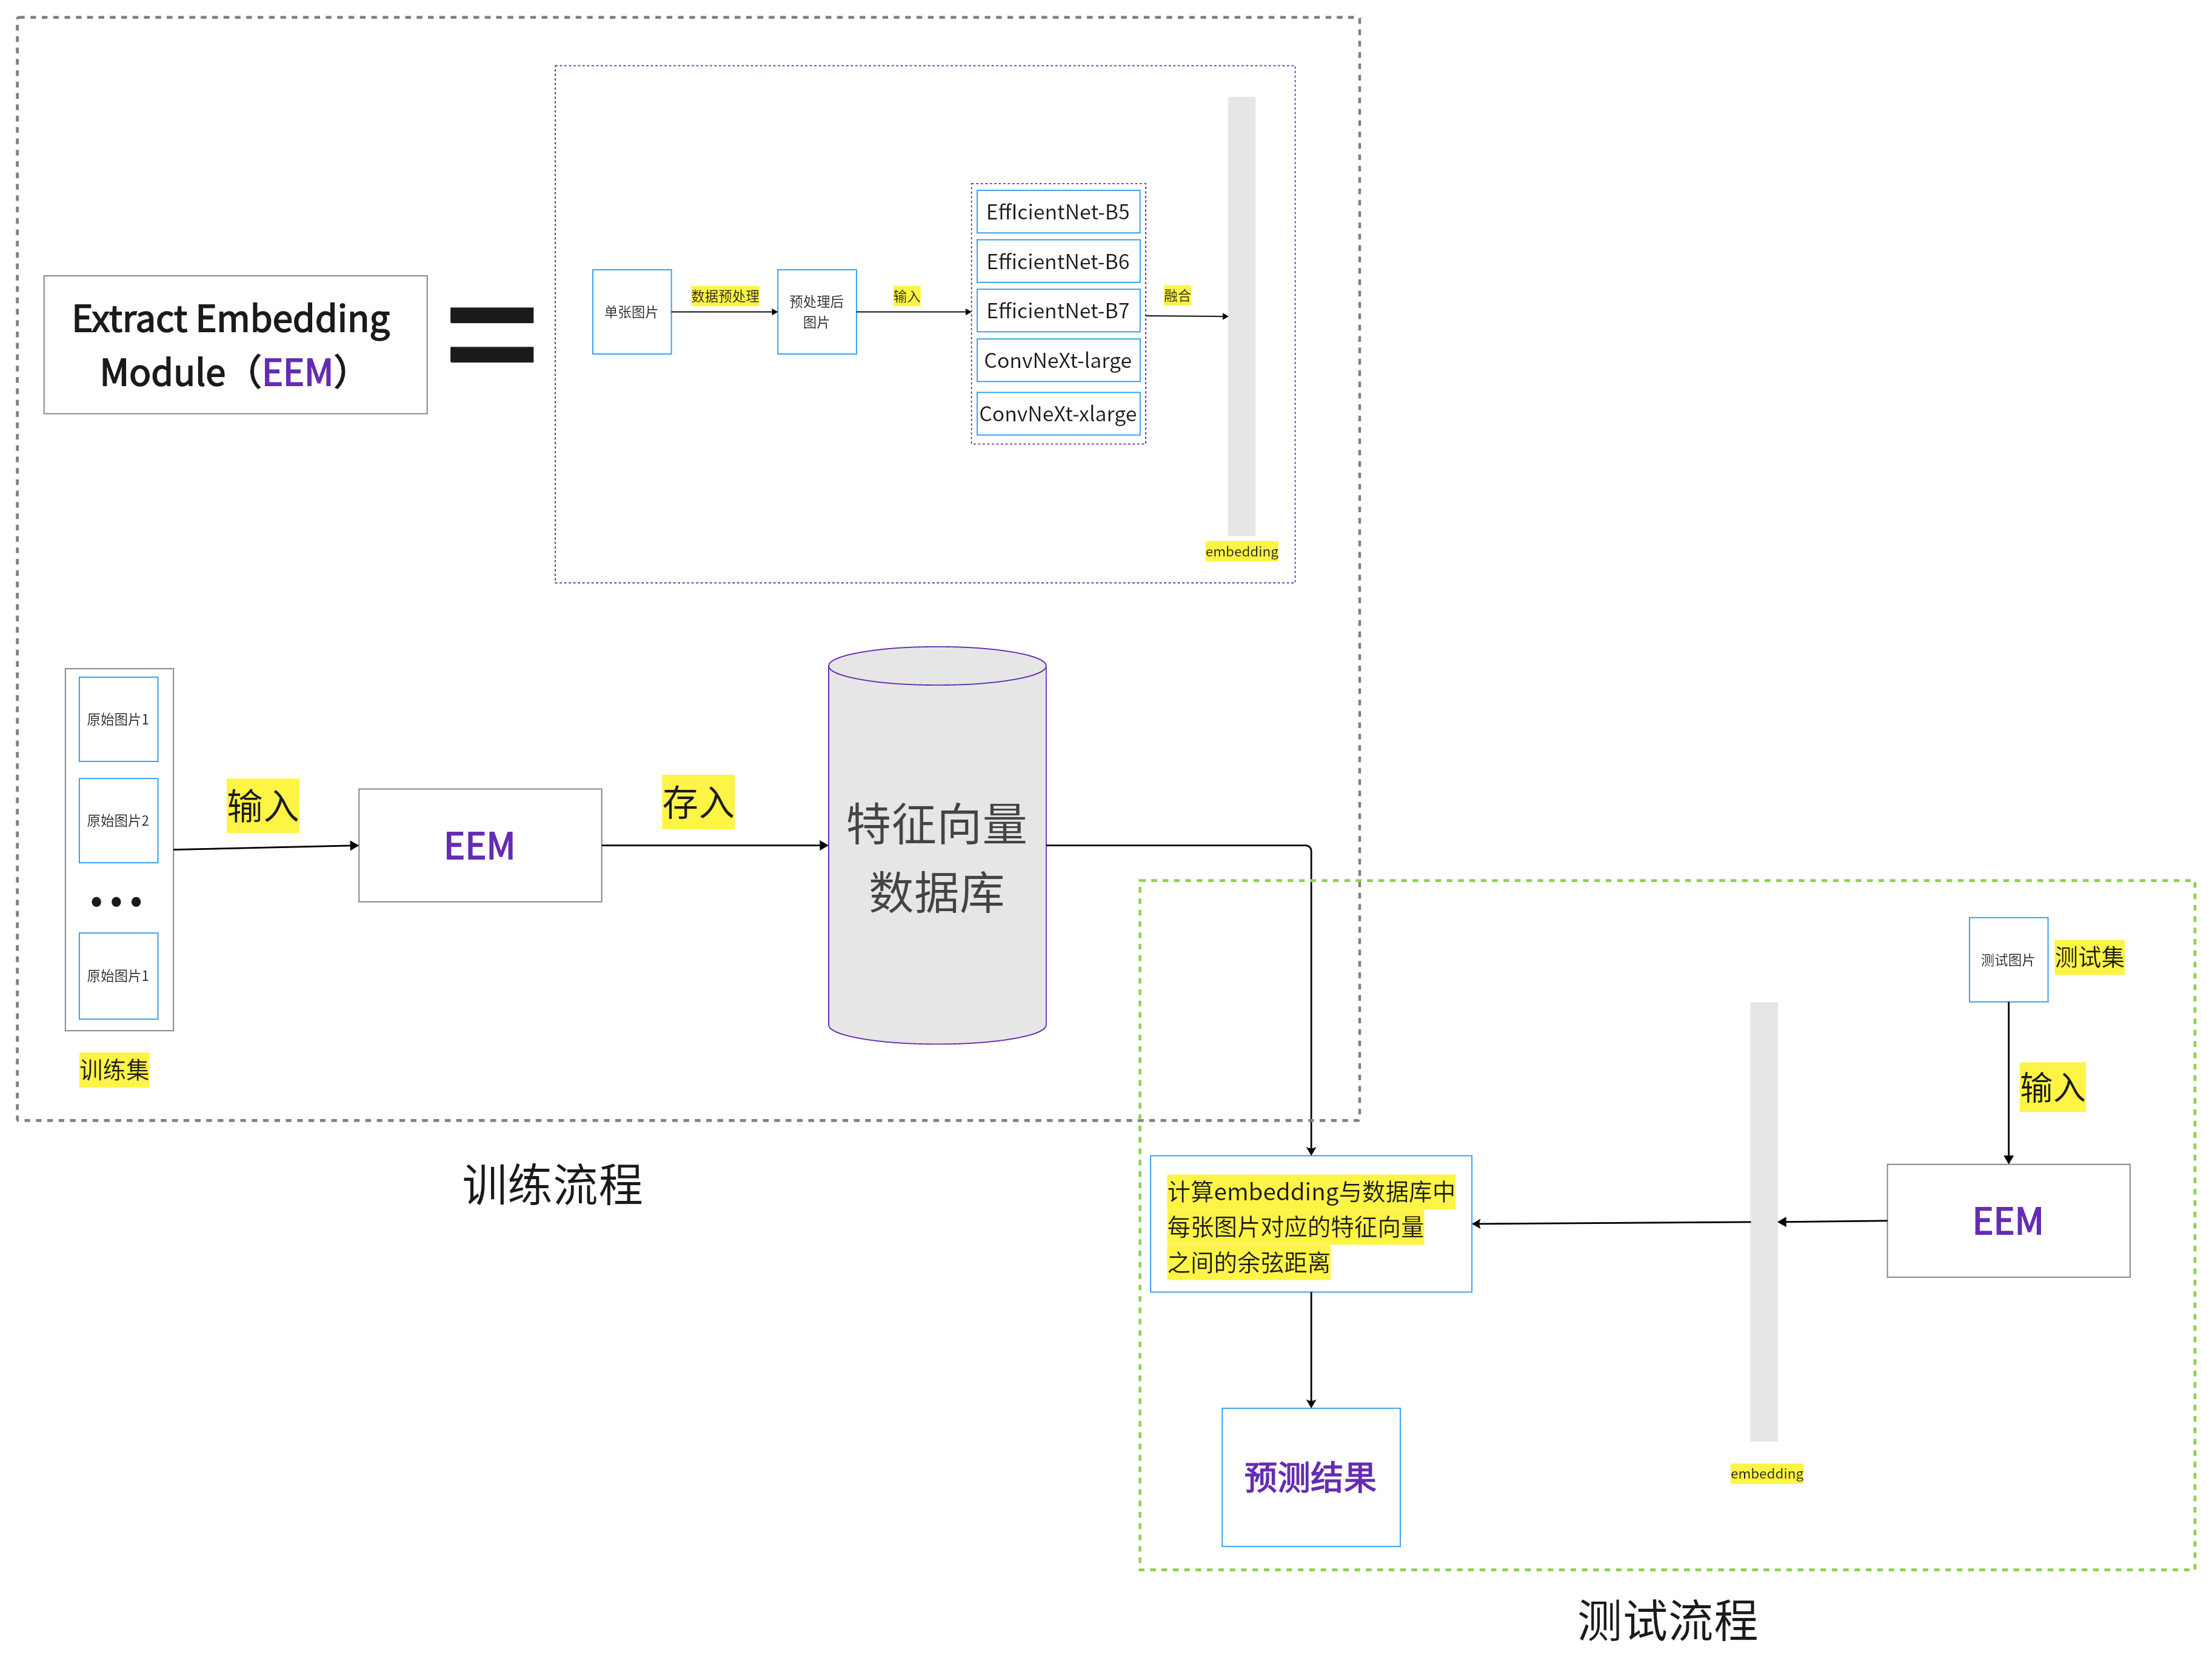 Extract Embedding
Module（EEM）
单张图片
数据预处理
预处理后
图片
输入
EffIcientNet-B5
EfficientNet-B6
EfficientNet-B7
ConvNeXt-large
ConvNeXt-xlarge
融合
embedding
原始图片1
原始图片2
•••
原始图片1
训练集
输入
EEM
存入
特征向量
数据库
训练流程
测试图片
测试集
输入
EEM
embedding
计算embedding与数据库中
每张图片对应的特征向量
之间的余弦距离
预测结果
测试流程